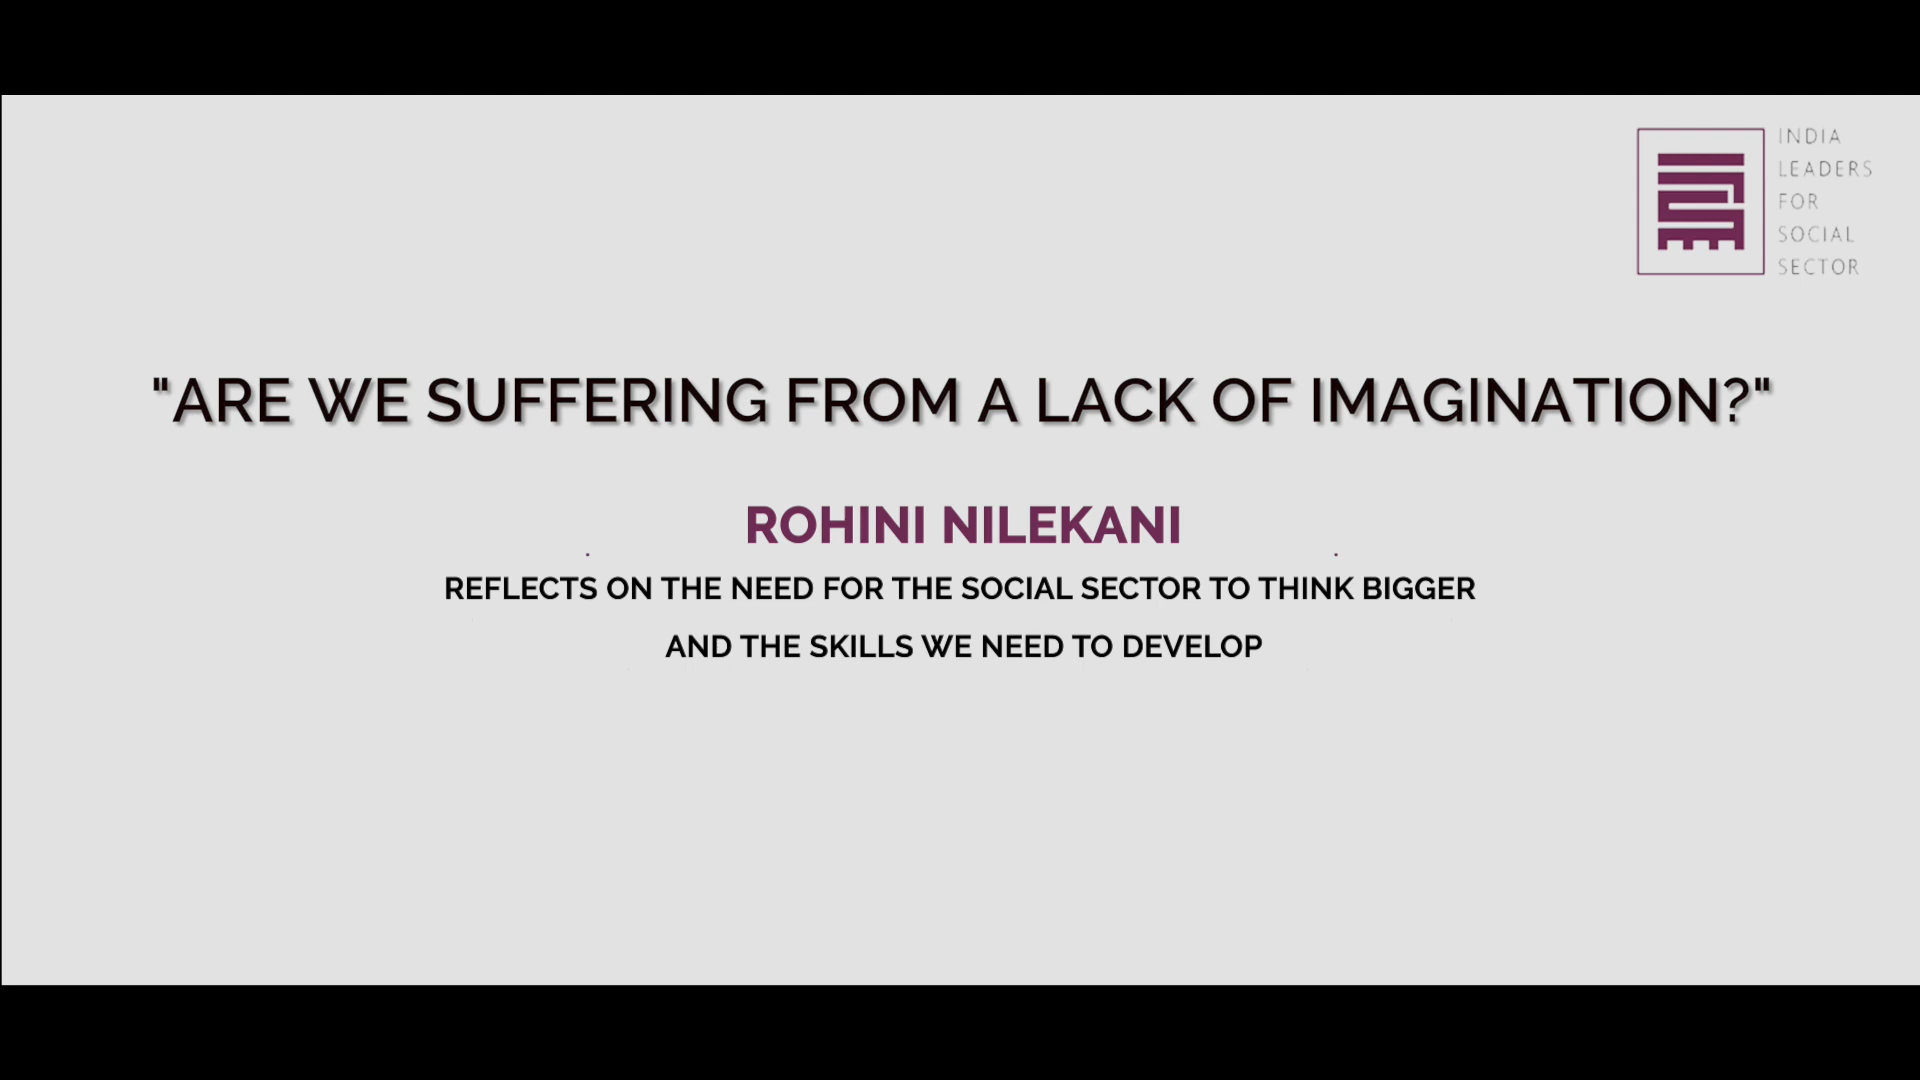 INDIA
LEADERS
FOR
SOCIAL
SECTOR
"ARE WE SUFFERING FROM A LACK OF IMAGINATION?"
ROHINI NILEKANI
REFLECTS ON THE NEED FOR THE SOCIAL SECTOR TO THINK BIGGER
AND THE SKILLS WE NEED TO DEVELOP